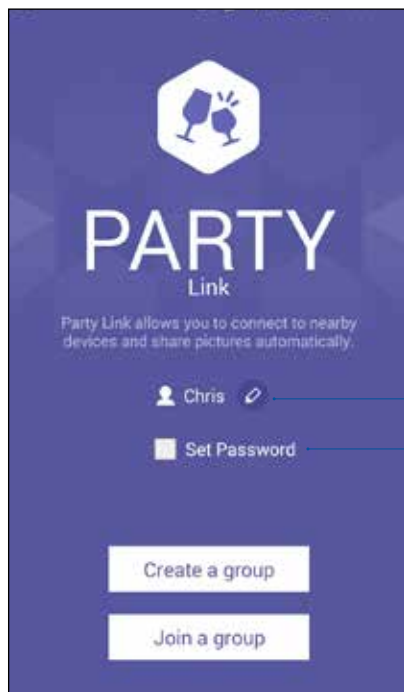 PARTY
Link
Party Link allows you to connect to nearby
devices and share pictures automatically.
Chris
Set Password
Create a group
Join a group